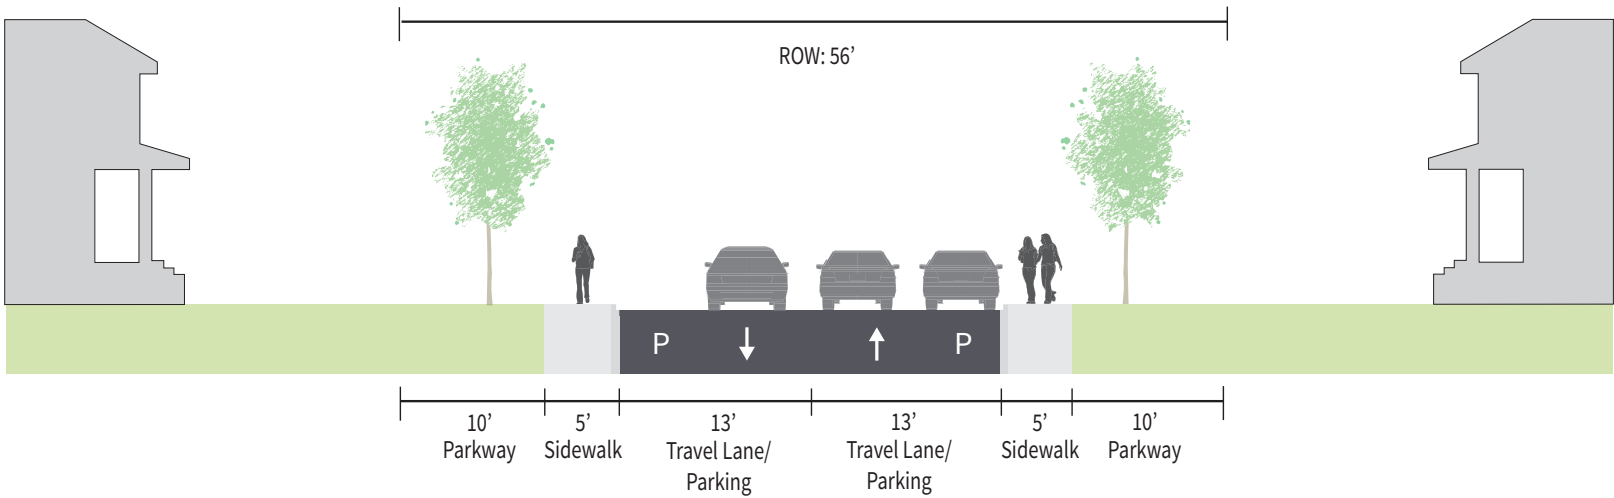 ROW: 56’
P
P
10’
Parkway
5’
Sidewalk
13’
Travel Lane/
Parking
13’
Travel Lane/
Parking
5’
Sidewalk
10’
Parkway